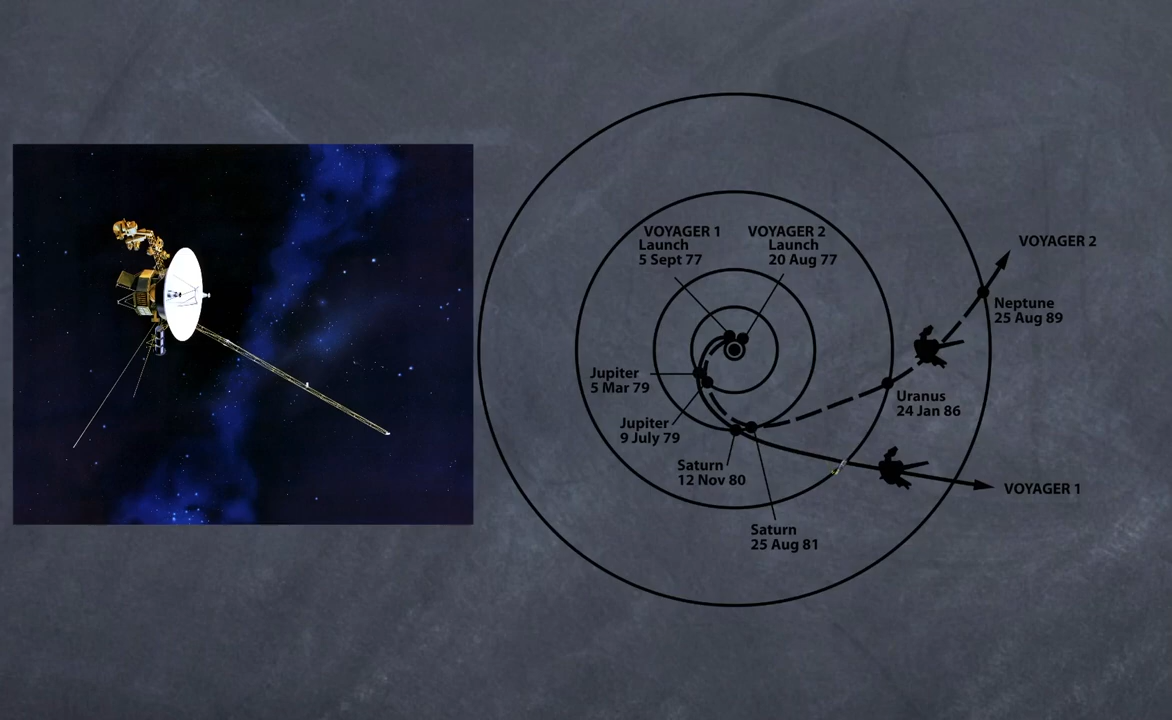 VOYAGER 1
Launch
5 Sept 77
VOYAGER 2
Launch
20 Aug 77
VOYAGER 2
Neptune
25 Aug 89
Jupiter
5 Mar 79
Uranus
24 Jan 86
Jupiter
9 July 79
Saturn
12 Nov 80
VOYAGER 1
Saturn
25 Aug 81